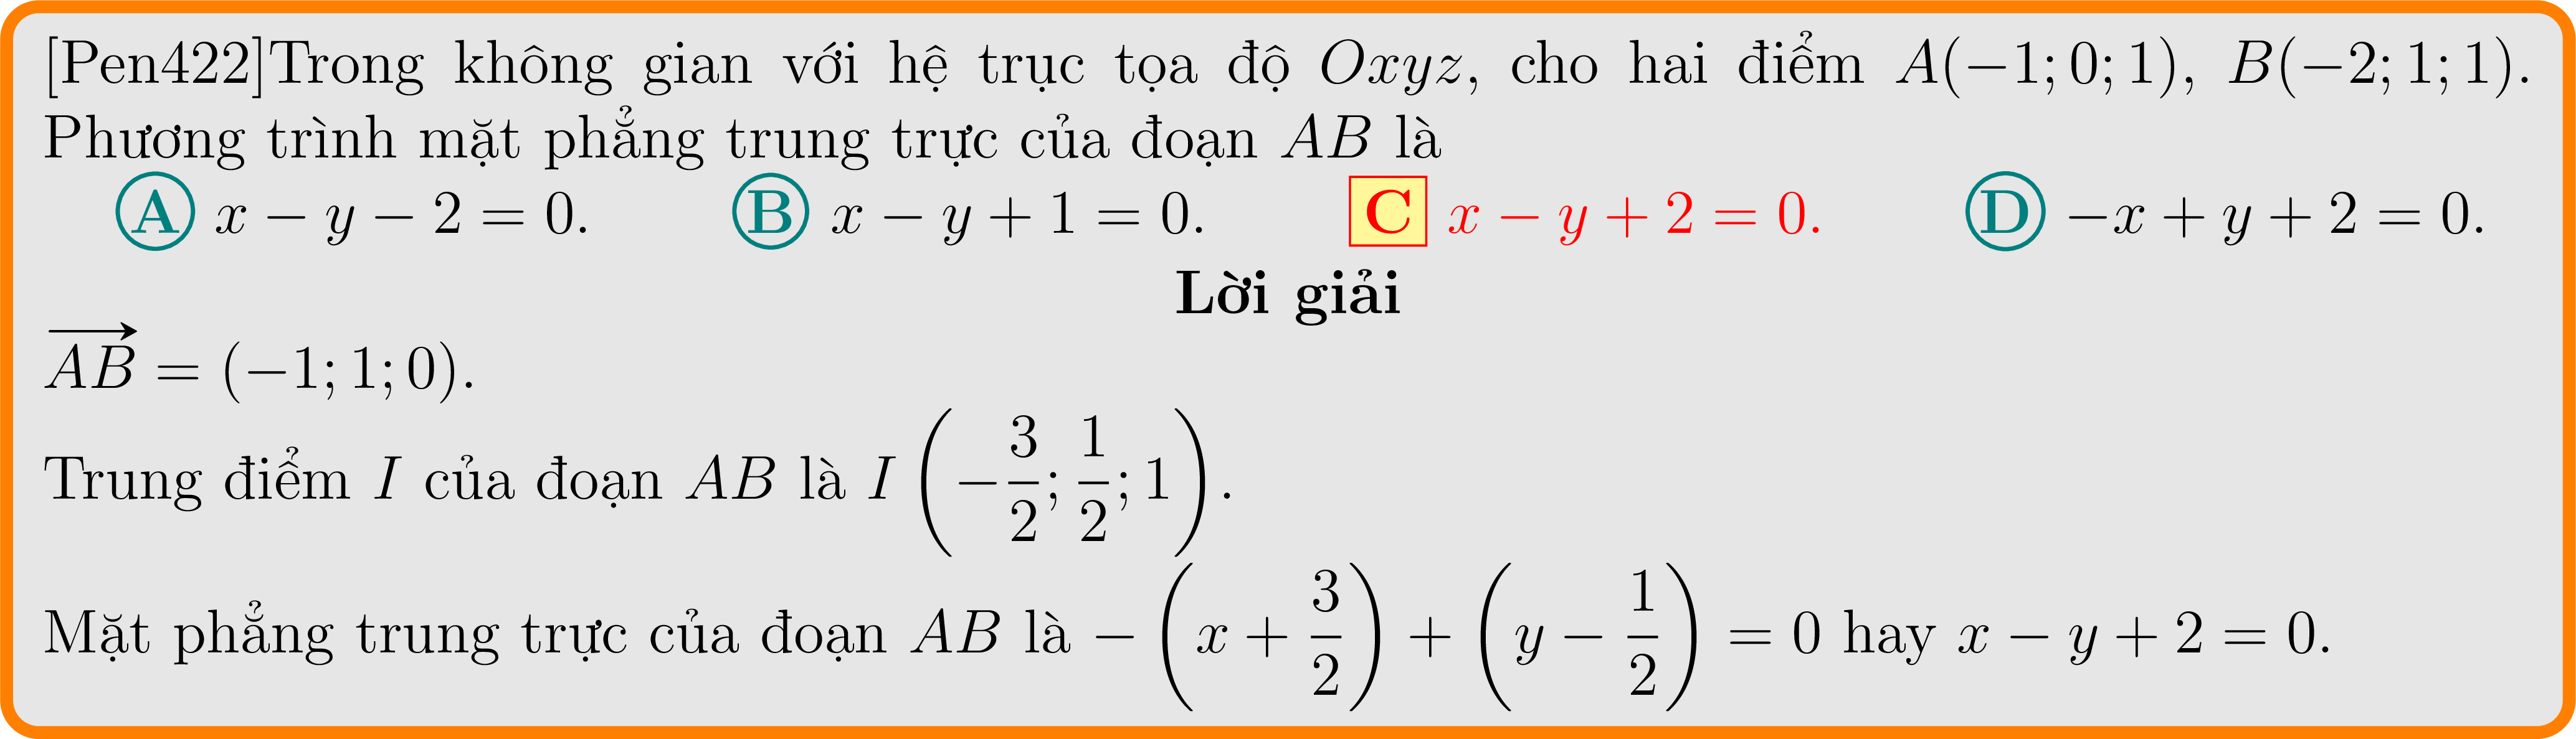 [Pen422]Trong không gian với hệ trục tọa độ Oxyz, cho hai điểm A(−1; 0; 1), B(−2; 1; 1).
Phương trình mặt phẳng trung trực của đoạn AB là
A x − y − 2 = 0. B x − y + 1 = 0. C x − y + 2 = 0. D −x + y + 2 = 0.
Lời giải
$\overrightarrow{AB}$ = (−1; 1; 0).
Trung điểm I của đoạn AB là $I\left(-\frac{3}{2}; \frac{1}{2}; 1\right)$.
Mặt phẳng trung trực của đoạn AB là $-\left(x + \frac{3}{2}\right) + \left(y - \frac{1}{2}\right) = 0$ hay x − y + 2 = 0.